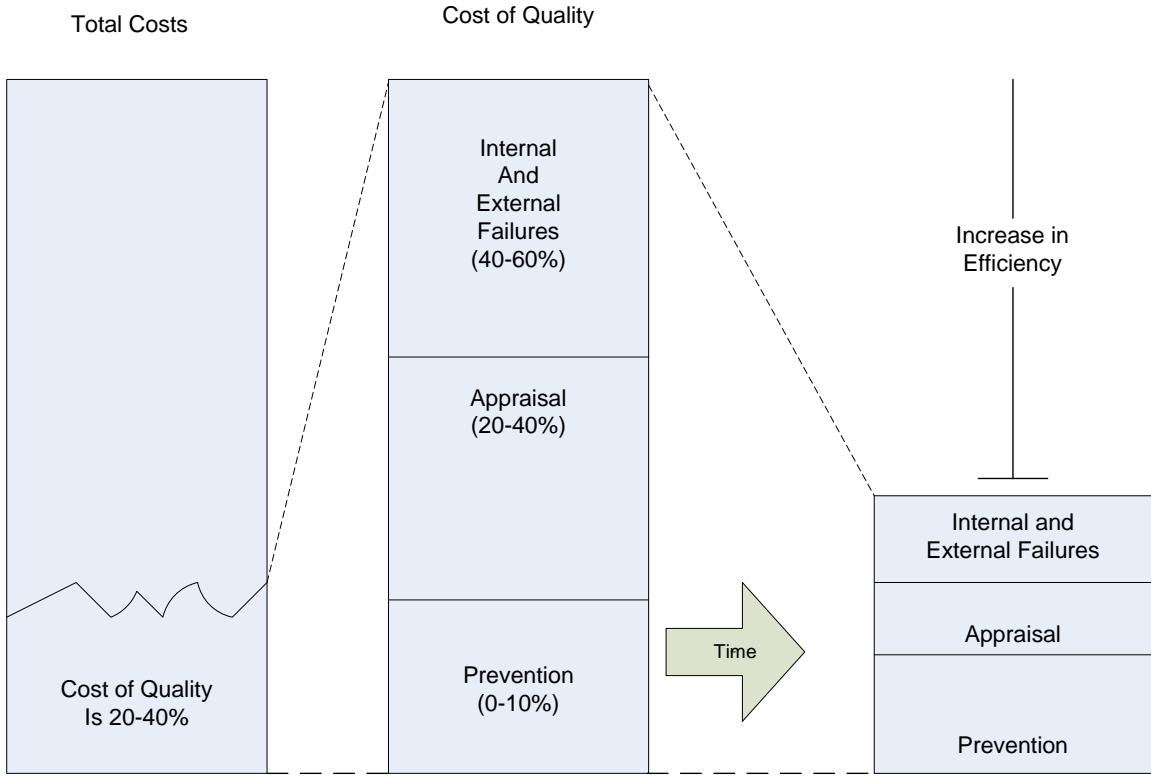 Total Costs
Cost of Quality
Internal
And
External
Failures
(40-60%)
Appraisal
(20-40%)
Prevention
(0-10%)
Cost of Quality
Is 20-40%
Time
Increase in
Efficiency
Internal and
External Failures
Appraisal
Prevention